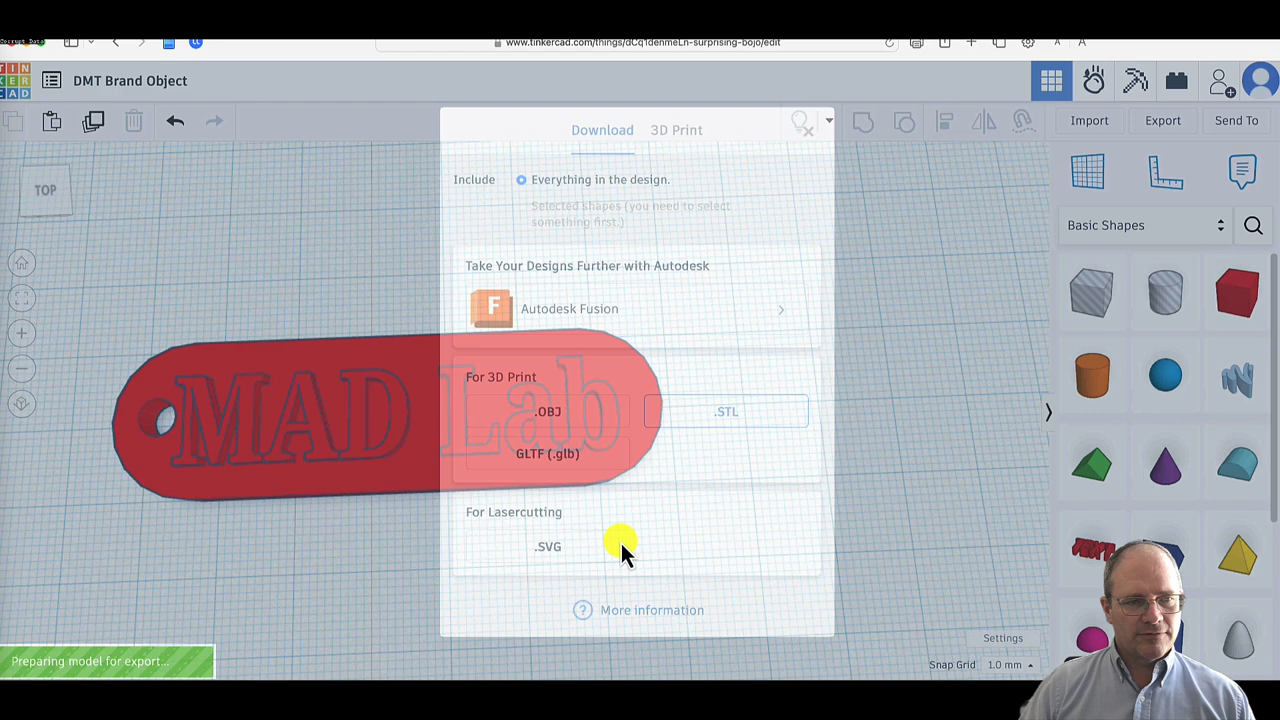 Corrupt Data
www.tinkercad.com/things/dCq1denmeLn-surprising-bojo/edit
TIN
KER
CAD
DMT Brand Object
Import
Export
Send To
TOP
Download
3D Print
Include
Everything in the design.
Selected shapes (you need to select
something first.)
Basic Shapes
Take Your Designs Further with Autodesk
F
Autodesk Fusion
MAD Lab
For 3D Print
.OBJ
.STL
GLTF (.glb)
For Lasercutting
.SVG
More information
Preparing model for export...
Settings
Snap Grid
1.0 mm